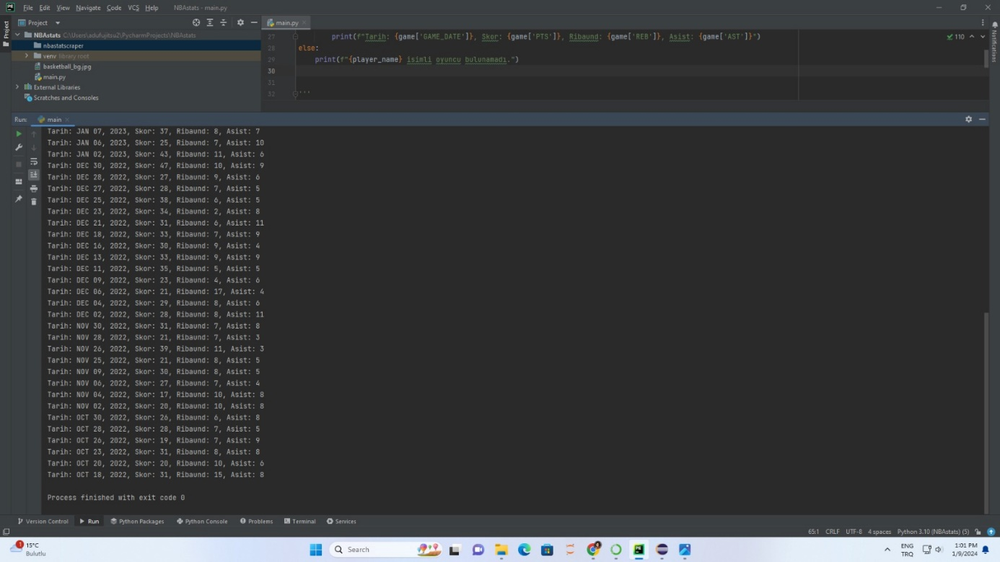 File Edit View Navigate Code VCS Help NBAstats - main.py
Project
main.py
NBAstats C:\Users\adufujitsu2\PycharmProjects\NBAstats
nbastatscraper
venv library root
basketball_bg.jpg
main.py
External Libraries
Scratches and Consoles
27 print(f"Tarih: {game['GAME_DATE']}, Skor: {game['PTS']}, Ribaund: {game['REB']}, Asist: {game['AST']}")
28 else:
29 print(f"{player_name} isimli oyuncu bulunamadı.")
30
31
32 '''
110
Project
Notifications
Run: main
Tarih: JAN 07, 2023, Skor: 37, Ribaund: 8, Asist: 7
Tarih: JAN 06, 2023, Skor: 25, Ribaund: 7, Asist: 10
Tarih: JAN 02, 2023, Skor: 43, Ribaund: 11, Asist: 6
Tarih: DEC 30, 2022, Skor: 47, Ribaund: 10, Asist: 9
Tarih: DEC 28, 2022, Skor: 27, Ribaund: 9, Asist: 6
Tarih: DEC 27, 2022, Skor: 28, Ribaund: 7, Asist: 5
Tarih: DEC 25, 2022, Skor: 38, Ribaund: 6, Asist: 5
Tarih: DEC 23, 2022, Skor: 34, Ribaund: 2, Asist: 8
Tarih: DEC 21, 2022, Skor: 31, Ribaund: 6, Asist: 11
Tarih: DEC 18, 2022, Skor: 33, Ribaund: 7, Asist: 9
Tarih: DEC 16, 2022, Skor: 30, Ribaund: 9, Asist: 4
Tarih: DEC 13, 2022, Skor: 33, Ribaund: 9, Asist: 9
Tarih: DEC 11, 2022, Skor: 35, Ribaund: 5, Asist: 5
Tarih: DEC 09, 2022, Skor: 23, Ribaund: 4, Asist: 6
Tarih: DEC 06, 2022, Skor: 21, Ribaund: 17, Asist: 4
Tarih: DEC 04, 2022, Skor: 29, Ribaund: 8, Asist: 6
Tarih: DEC 02, 2022, Skor: 28, Ribaund: 8, Asist: 11
Tarih: NOV 30, 2022, Skor: 31, Ribaund: 7, Asist: 8
Tarih: NOV 28, 2022, Skor: 21, Ribaund: 7, Asist: 3
Tarih: NOV 26, 2022, Skor: 39, Ribaund: 11, Asist: 3
Tarih: NOV 25, 2022, Skor: 21, Ribaund: 8, Asist: 5
Tarih: NOV 09, 2022, Skor: 30, Ribaund: 8, Asist: 5
Tarih: NOV 06, 2022, Skor: 27, Ribaund: 7, Asist: 4
Tarih: NOV 04, 2022, Skor: 17, Ribaund: 10, Asist: 8
Tarih: NOV 02, 2022, Skor: 20, Ribaund: 10, Asist: 8
Tarih: OCT 30, 2022, Skor: 26, Ribaund: 6, Asist: 8
Tarih: OCT 28, 2022, Skor: 28, Ribaund: 7, Asist: 5
Tarih: OCT 26, 2022, Skor: 19, Ribaund: 7, Asist: 9
Tarih: OCT 23, 2022, Skor: 31, Ribaund: 8, Asist: 8
Tarih: OCT 20, 2022, Skor: 20, Ribaund: 10, Asist: 6
Tarih: OCT 18, 2022, Skor: 31, Ribaund: 15, Asist: 8
Process finished with exit code 0
Version Control Run Python Packages Python Console Problems Terminal Services
65:1 CRLF UTF-8 4 spaces Python 3.10 (NBAstats) (5)
15°C
Bulutlu
Search
ENG
TRQ
1:01 PM
1/9/2024